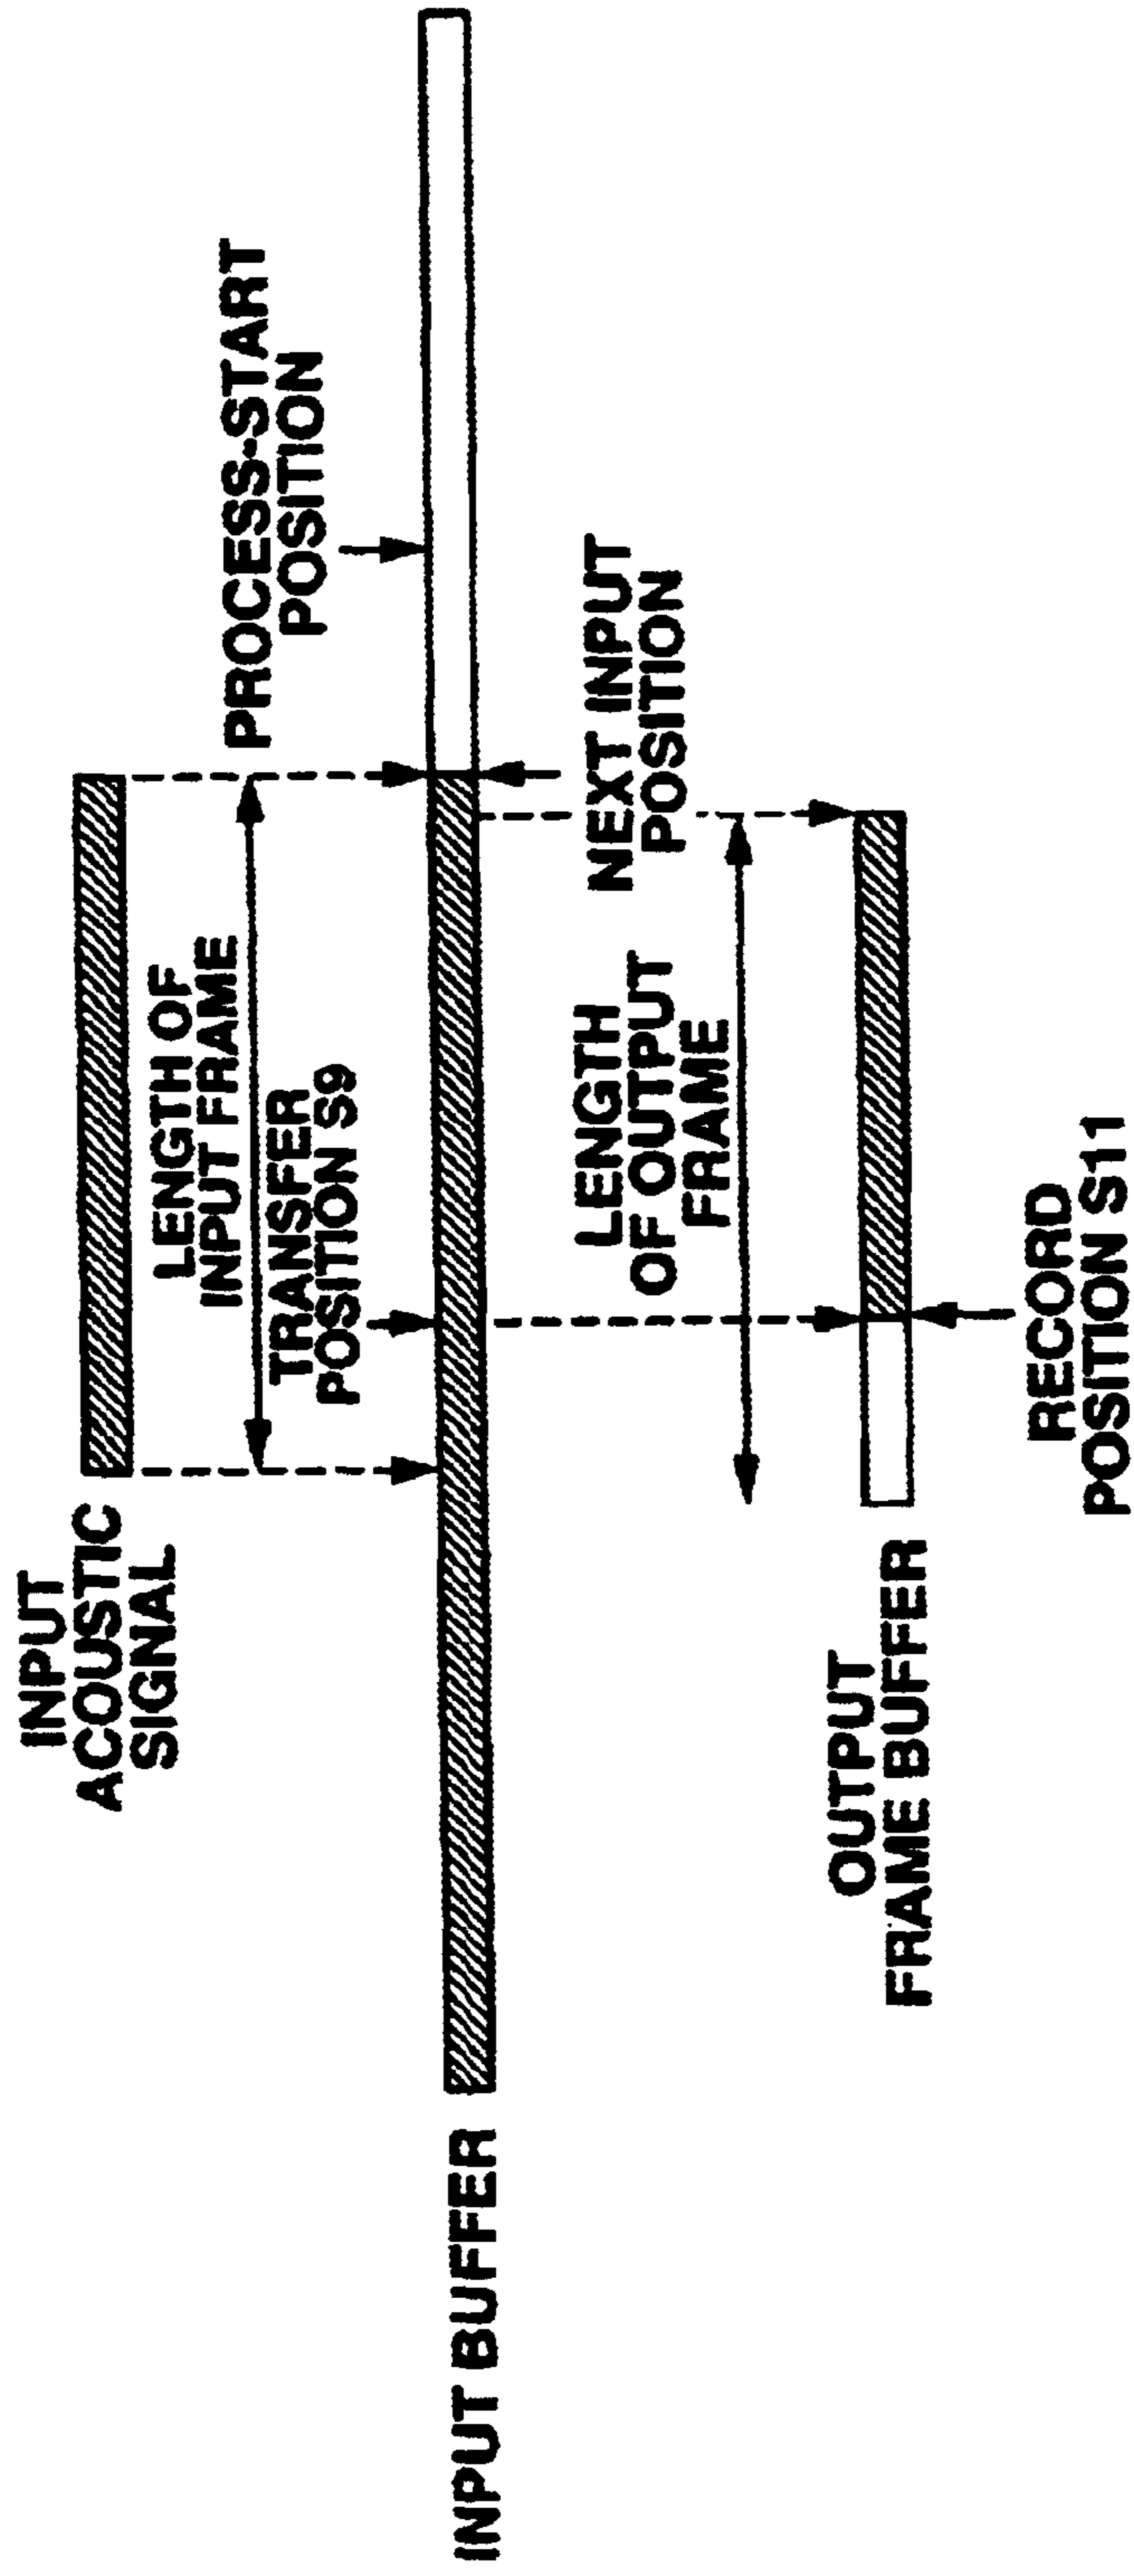 INPUT
ACOUSTIC
SIGNAL
LENGTH OF
INPUT FRAME
PROCESS-START
POSITION
TRANSFER
POSITION S9
INPUT BUFFER
NEXT INPUT
POSITION
LENGTH
OF OUTPUT
FRAME
OUTPUT
FRAME BUFFER
RECORD
POSITION S11